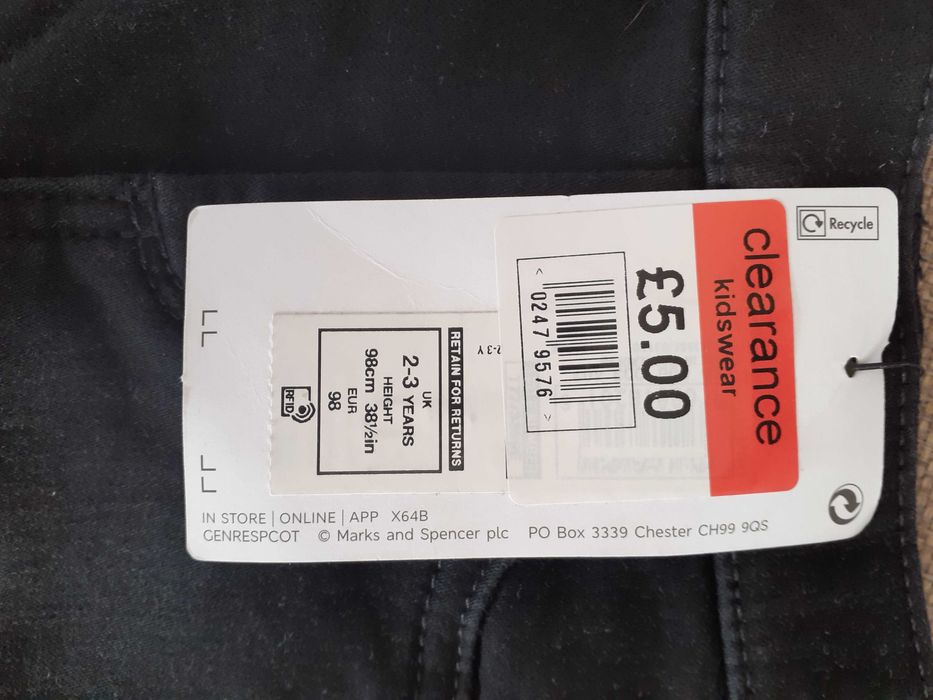 clearance
kidswear
£5.00
< 0247 9576 >
Recycle
2-3 Y
RETAIN FOR RETURNS
UK
2-3 YEARS
HEIGHT
98cm 38½in
EUR
98
RFID
IN STORE | ONLINE | APP X64B
GENRESPCOT © Marks and Spencer plc PO Box 3339 Chester CH99 9QS